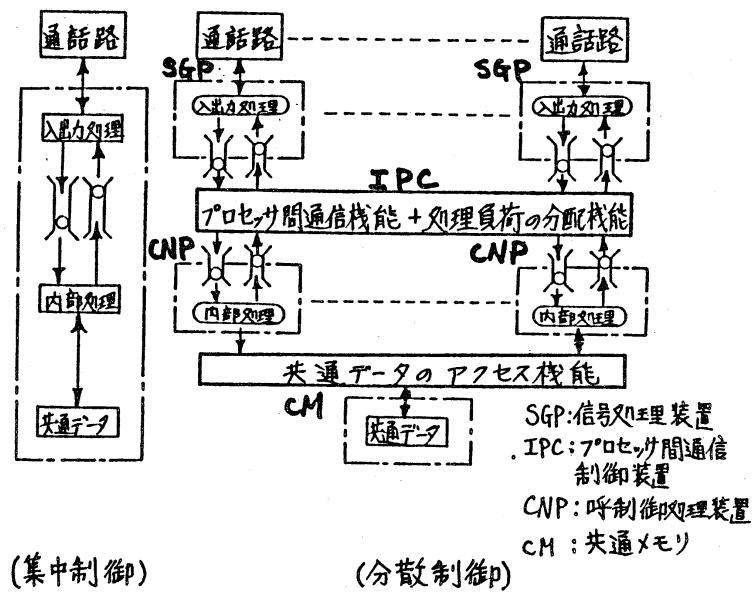 通話路
通話路
通話路
SGP
SGP
入出力処理
入出力処理
入出力処理
IPC
プロセッサ間通信桟能+処理負荷の分配桟能
CNP
CNP
内部処理
内部処理
内部処理
共通データのアクセス桟能
CM
共通データ
共通データ
SGP:信号処理装置
IPC:プロセッサ間通信
制御装置
CNP:呼制御処理装置
CM:共通メモリ
(集中制御)
(分散制御)